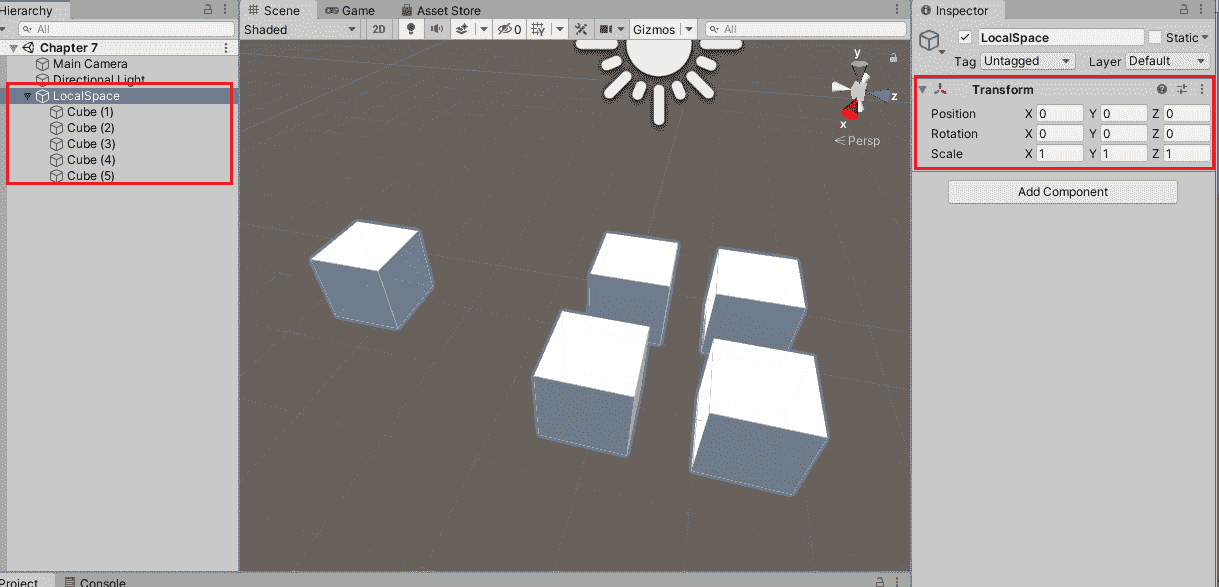 Hierarchy
All
Chapter 7
Main Camera
Directional Light
LocalSpace
Cube (1)
Cube (2)
Cube (3)
Cube (4)
Cube (5)
Scene Game Asset Store
Shaded 2D 0 Gizmos All
y
z
x
Persp
Inspector
LocalSpace Static
Tag Untagged Layer Default
Transform
Position X 0 Y 0 Z 0
Rotation X 0 Y 0 Z 0
Scale X 1 Y 1 Z 1
Add Component
Project Console